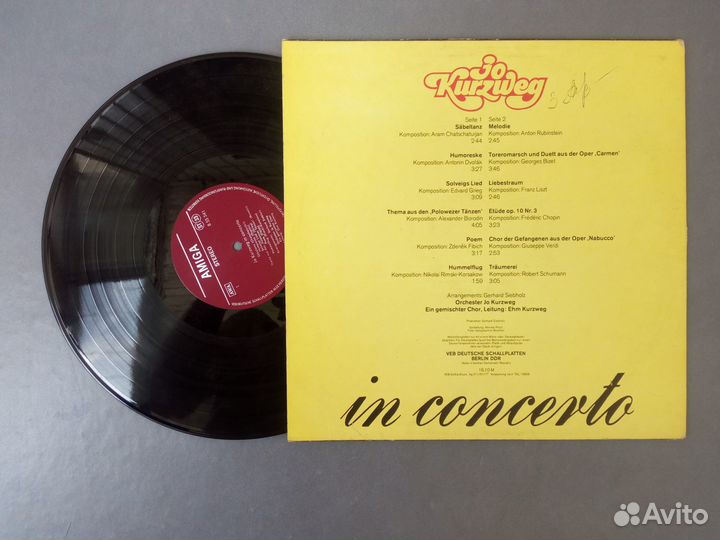 jo
Kurzweg
Seite 1
Säbeltanz
Komposition: Aram Chatschaturjan
2:44
Humoreske
Komposition: Antonín Dvořák
3:27
Solveigs Lied
Komposition: Edvard Grieg
3:09
Thema aus den ‚Polowezer Tänzen'
Komposition: Alexander Borodin
4:05
Poem
Komposition: Zdeněk Fibich
3:17
Hummelflug
Komposition: Nikolai Rimski-Korsakow
1:59
Seite 2
Melodie
Komposition: Anton Rubinstein
2:45
Toreromarsch und Duett aus der Oper ‚Carmen'
Komposition: Georges Bizet
3:46
Liebestraum
Komposition: Franz Liszt
2:46
Etüde op. 10 Nr. 3
Komposition: Frédéric Chopin
3:23
Chor der Gefangenen aus der Oper ‚Nabucco'
Komposition: Giuseppe Verdi
2:53
Träumerei
Komposition: Robert Schumann
3:05
Arrangements: Gerhard Siebholz
Orchester Jo Kurzweg
Ein gemischter Chor, Leitung: Ehm Kurzweg
VEB DEUTSCHE SCHALLPLATTEN
BERLIN DDR
16,10 M
in concerto
AMIGA
STEREO
Avito